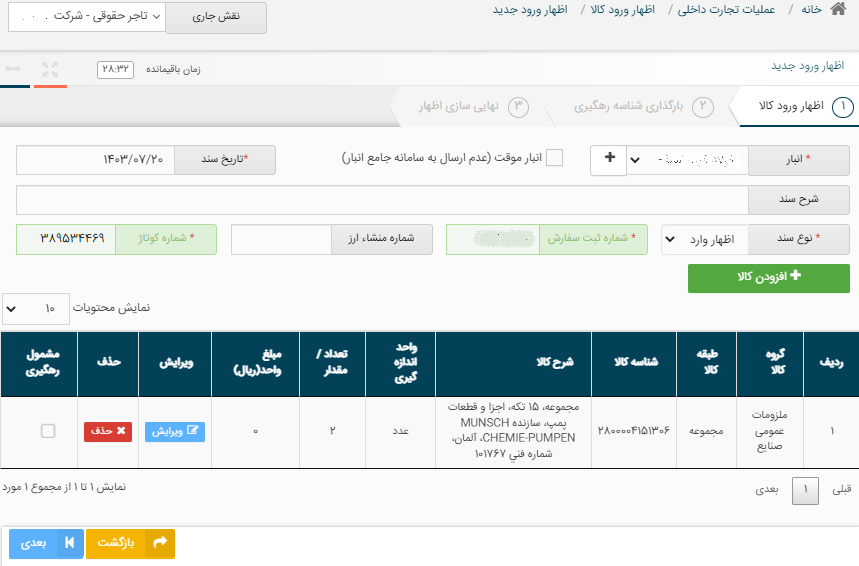 خانه / عملیات تجارت داخلی / اظهار ورود کالا / اظهار ورود جدید
نقش جاری
تاجر حقوقی - شرکت
اظهار ورود جدید
زمان باقیمانده ۲۸:۳۲
۱ اظهار ورود کالا
۲ بارگذاری شناسه رهگیری
۳ نهایی سازی اظهار
* انبار
انبار موقت (عدم ارسال به سامانه جامع انبار)
*تاریخ سند ۱۴۰۳/۰۷/۲۰
شرح سند
* نوع سند اظهار وارد
* شماره ثبت سفارش
شماره منشاء ارز
* شماره کوتاژ ۳۸۹۵۳۴۴۶۹
+ افزودن کالا
نمایش محتویات ۱۰
ردیف
گروه کالا
طبقه کالا
شناسه کالا
شرح کالا
واحد اندازه گیری
تعداد / مقدار
مبلغ واحد(ریال)
ویرایش
حذف
مشمول رهگیری
۱
ملزومات عمومی صنایع
مجموعه
۲۸۰۰۰۰۴۱۵۱۳۰۶
مجموعه، ۱۵ تکه، اجزا و قطعات
پمپ، سازنده MUNSCH
CHEMIE-PUMPEN، آلمان،
شماره فني ۱۰۱۷۶۷
عدد
۲
۰
ویرایش
حذف
نمایش ۱ تا ۱ از مجموع ۱ مورد
قبلی ۱ بعدی
بازگشت
بعدی